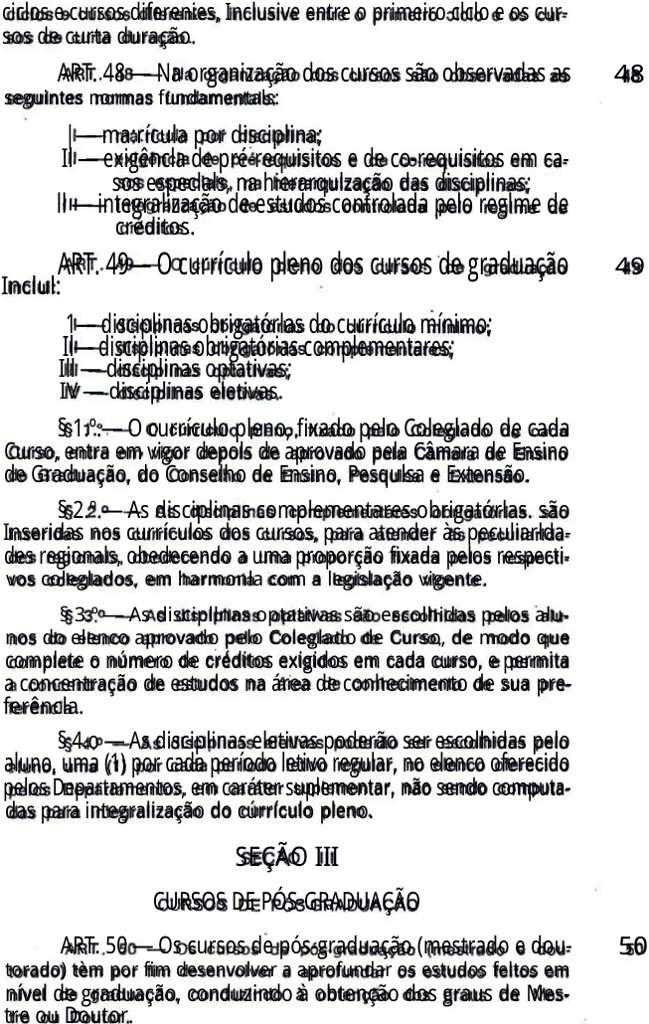 ciclos e cursos diferentes, inclusive entre o primeiro ciclo e os cur-
sos de curta duração.
ART. 48 — Na organização dos cursos são observadas as 48
seguintes normas fundamentais:
I — matrícula por disciplina;
II — exigência de pré-requisitos e de co-requisitos em ca-
sos especiais, na hierarquização das disciplinas;
III — integralização de estudos controlada pelo regime de
créditos.
ART. 49 — O currículo pleno dos cursos de graduação 49
inclui:
I — disciplinas obrigatórias do currículo mínimo;
II — disciplinas obrigatórias complementares;
III — disciplinas optativas;
IV — disciplinas eletivas.
§ 1.º — O currículo pleno, fixado pelo Colegiado de cada
Curso, entra em vigor depois de aprovado pela Câmara de Ensino
de Graduação, do Conselho de Ensino, Pesquisa e Extensão.
§ 2.º — As disciplinas complementares obrigatórias. são
inseridas nos currículos dos cursos, para atender às peculiarida-
des regionais, obedecendo a uma proporção fixada pelos respecti-
vos colegiados, em harmonia com a legislação vigente.
§ 3.º — As disciplinas optativas são escolhidas pelos alu-
nos do elenco aprovado pelo Colegiado de Curso, de modo que
complete o número de créditos exigidos em cada curso, e permita
a concentração de estudos na área de conhecimento de sua pre-
ferência.
§ 4.o — As disciplinas eletivas poderão ser escolhidas pelo
aluno, uma (1) por cada período letivo regular, no elenco oferecido
pelos Departamentos, em caráter suplementar, não sendo computa-
das para integralização do cúrrículo pleno.
SEÇÃO III
CURSOS DE PÓS-GRADUAÇÃO
ART. 50 — Os cursos de pós-graduação (mestrado e dou- 50
torado) têm por fim desenvolver a aprofundar os estudos feitos em
nível de graduação, conduzindo à obtenção dos graus de Mes-
tre ou Doutor.